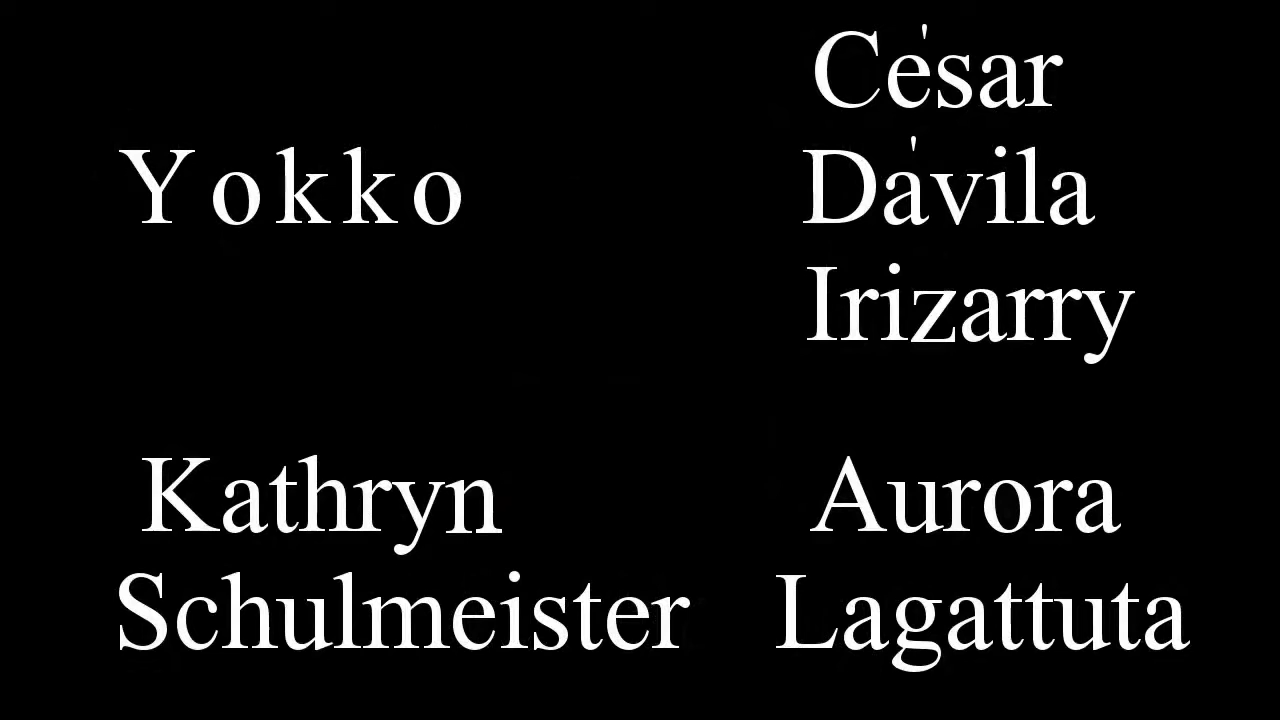 Yokko
César
Dávila
Irizarry
Kathryn
Schulmeister
Aurora
Lagattuta